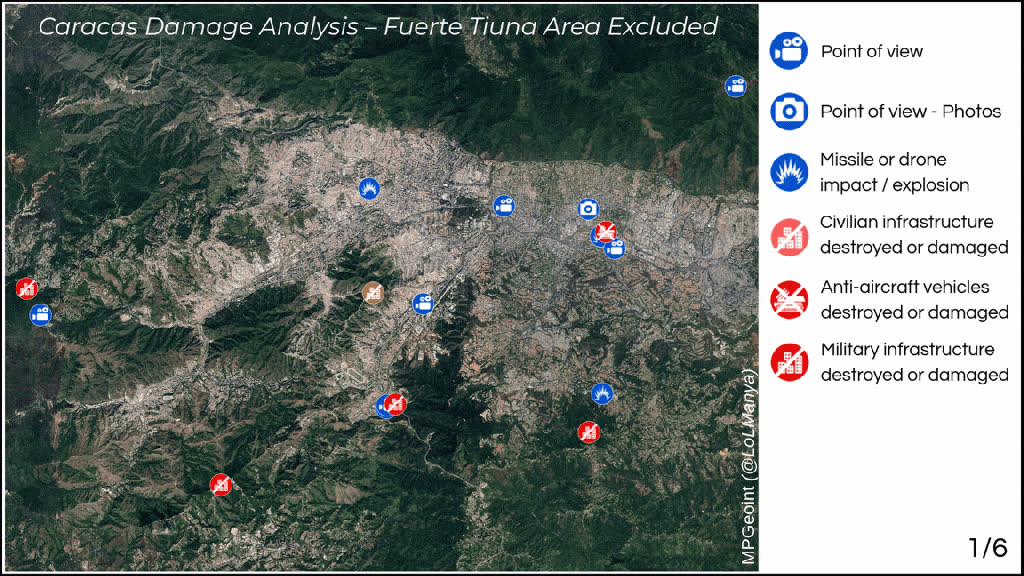 Caracas Damage Analysis – Fuerte Tiuna Area Excluded
Point of view
Point of view - Photos
Missile or drone
impact / explosion
Civilian infrastructure
destroyed or damaged
Anti-aircraft vehicles
destroyed or damaged
Military infrastructure
destroyed or damaged
MPGeoint (@LoLManya)
1/6